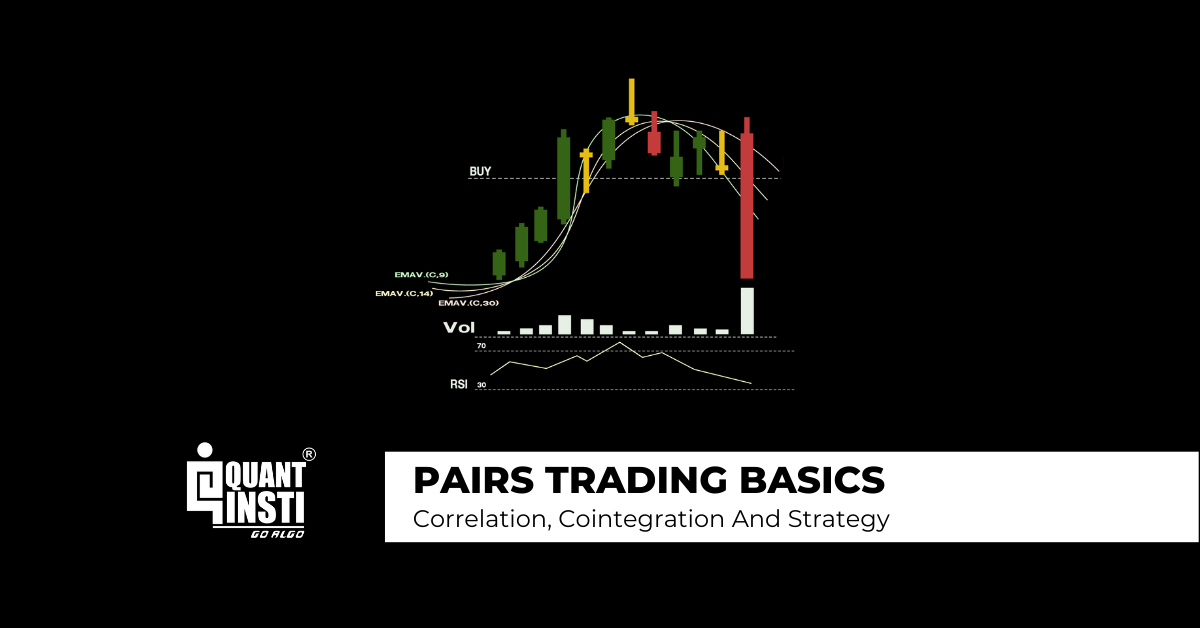 BUY
EMAV.(C,9)
EMAV.(C,14)
EMAV.(C,30)
Vol
70
RSI
30
QUANT
INSTI
®
GO ALGO
PAIRS TRADING BASICS
Correlation, Cointegration And Strategy